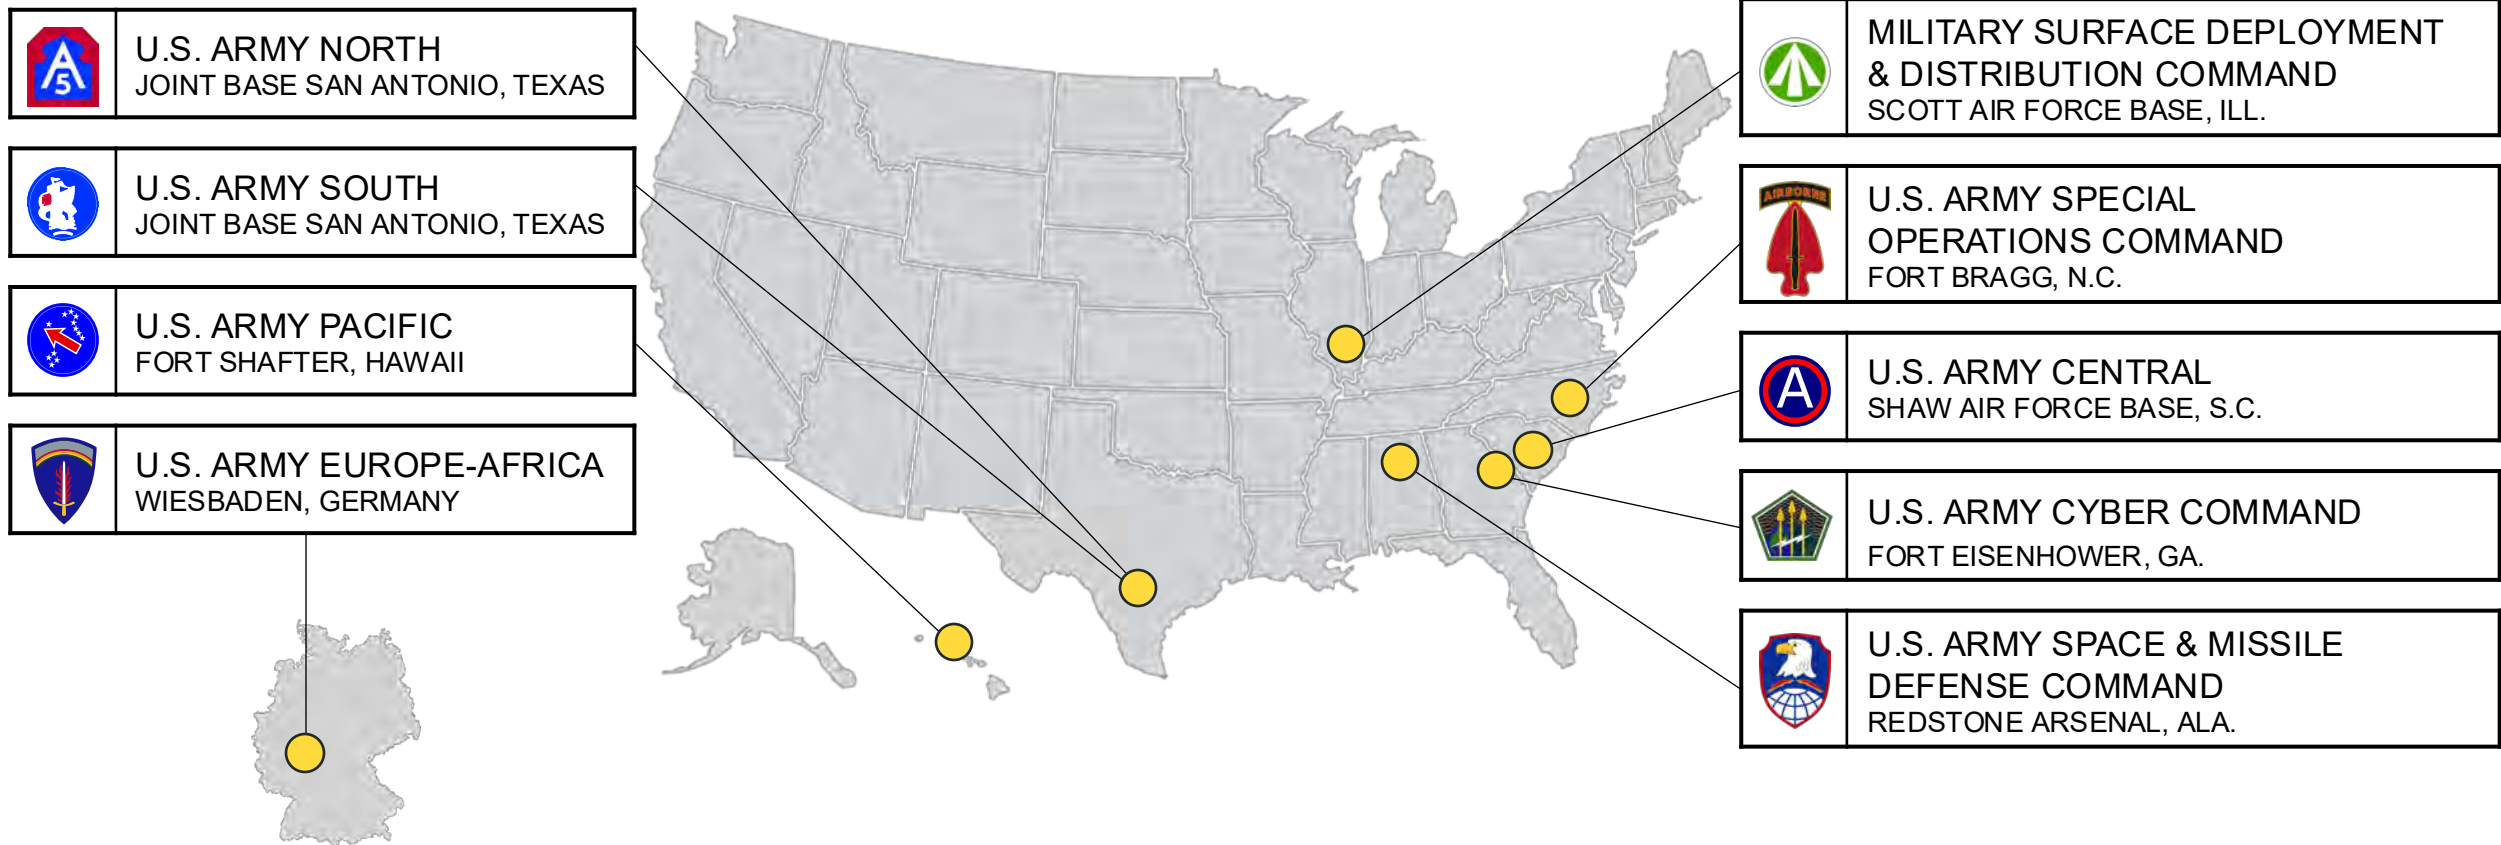 U.S. ARMY NORTH
JOINT BASE SAN ANTONIO, TEXAS
U.S. ARMY SOUTH
JOINT BASE SAN ANTONIO, TEXAS
U.S. ARMY PACIFIC
FORT SHAFTER, HAWAII
U.S. ARMY EUROPE-AFRICA
WIESBADEN, GERMANY
MILITARY SURFACE DEPLOYMENT
& DISTRIBUTION COMMAND
SCOTT AIR FORCE BASE, ILL.
AIRBORNE
U.S. ARMY SPECIAL
OPERATIONS COMMAND
FORT BRAGG, N.C.
A
U.S. ARMY CENTRAL
SHAW AIR FORCE BASE, S.C.
U.S. ARMY CYBER COMMAND
FORT EISENHOWER, GA.
U.S. ARMY SPACE & MISSILE
DEFENSE COMMAND
REDSTONE ARSENAL, ALA.
A
5